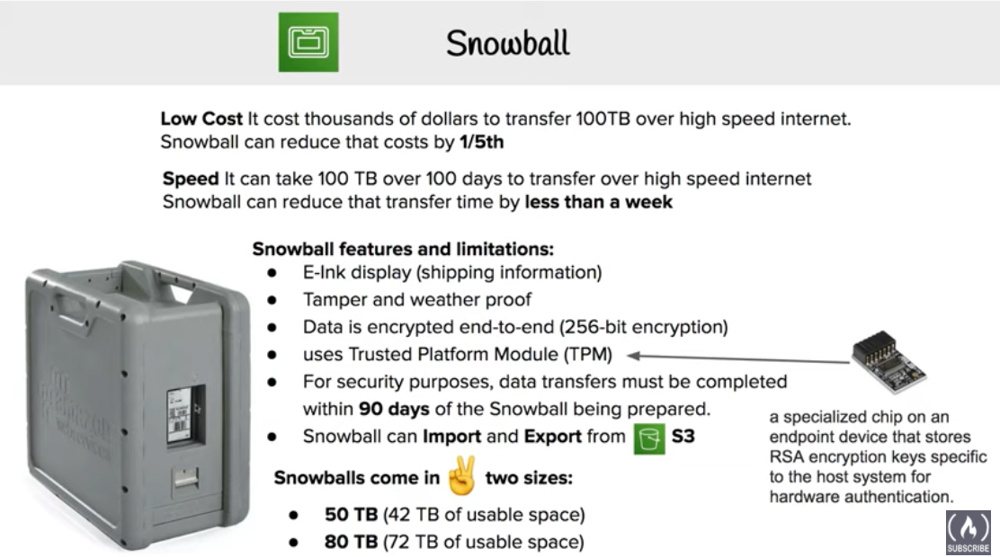 Snowball
Low Cost It cost thousands of dollars to transfer 100TB over high speed internet.
Snowball can reduce that costs by 1/5th
Speed It can take 100 TB over 100 days to transfer over high speed internet
Snowball can reduce that transfer time by less than a week
Snowball features and limitations:
● E-Ink display (shipping information)
● Tamper and weather proof
● Data is encrypted end-to-end (256-bit encryption)
● uses Trusted Platform Module (TPM)
● For security purposes, data transfers must be completed
within 90 days of the Snowball being prepared.
● Snowball can Import and Export from S3
a specialized chip on an
endpoint device that stores
RSA encryption keys specific
to the host system for
hardware authentication.
Snowballs come in ✌ two sizes:
● 50 TB (42 TB of usable space)
● 80 TB (72 TB of usable space)
SUBSCRIBE